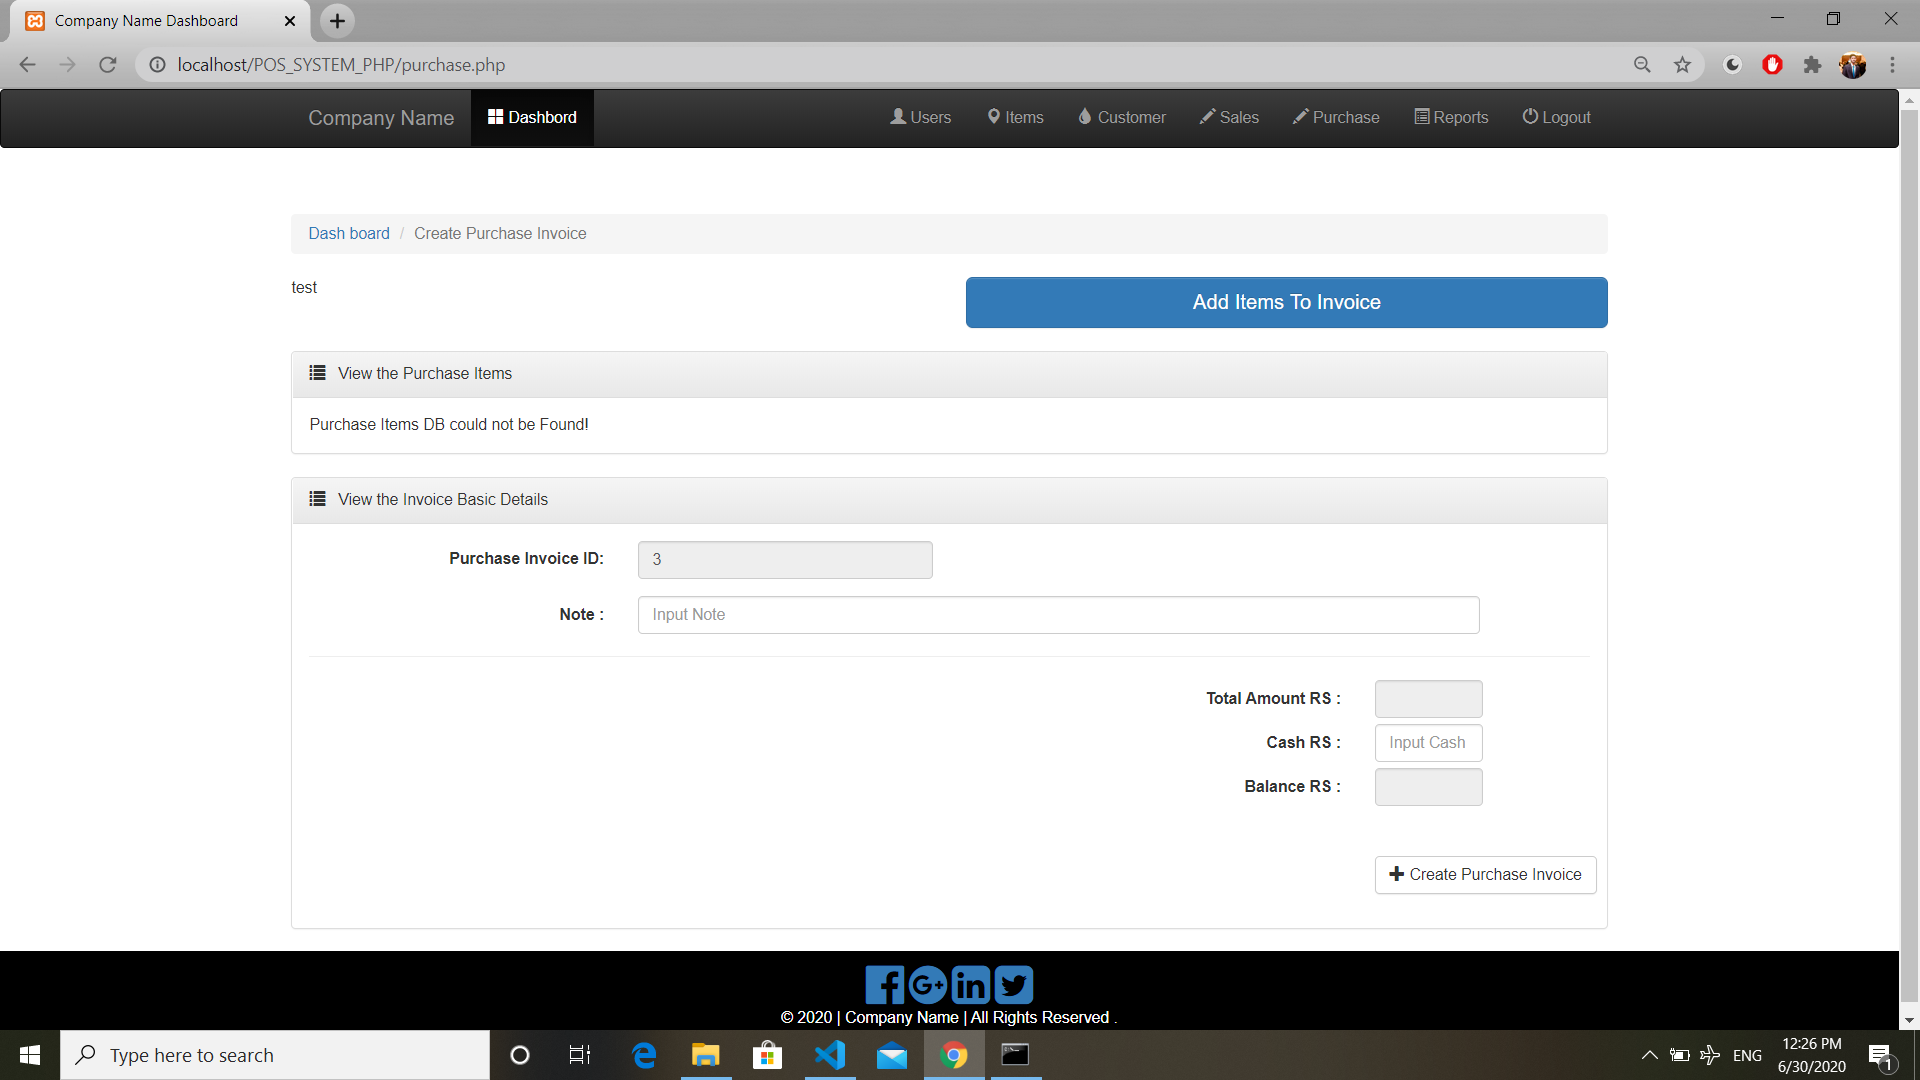 Company Name Dashboard
localhost/POS_SYSTEM_PHP/purchase.php
Company Name Dashbord Users Items Customer Sales Purchase Reports Logout
Dash board / Create Purchase Invoice
test
Add Items To Invoice
View the Purchase Items
Purchase Items DB could not be Found!
View the Invoice Basic Details
Purchase Invoice ID: 3
Note : Input Note
Total Amount RS :
Cash RS : Input Cash
Balance RS :
Create Purchase Invoice
© 2020 | Company Name | All Rights Reserved .
Type here to search
ENG
12:26 PM
6/30/2020
1